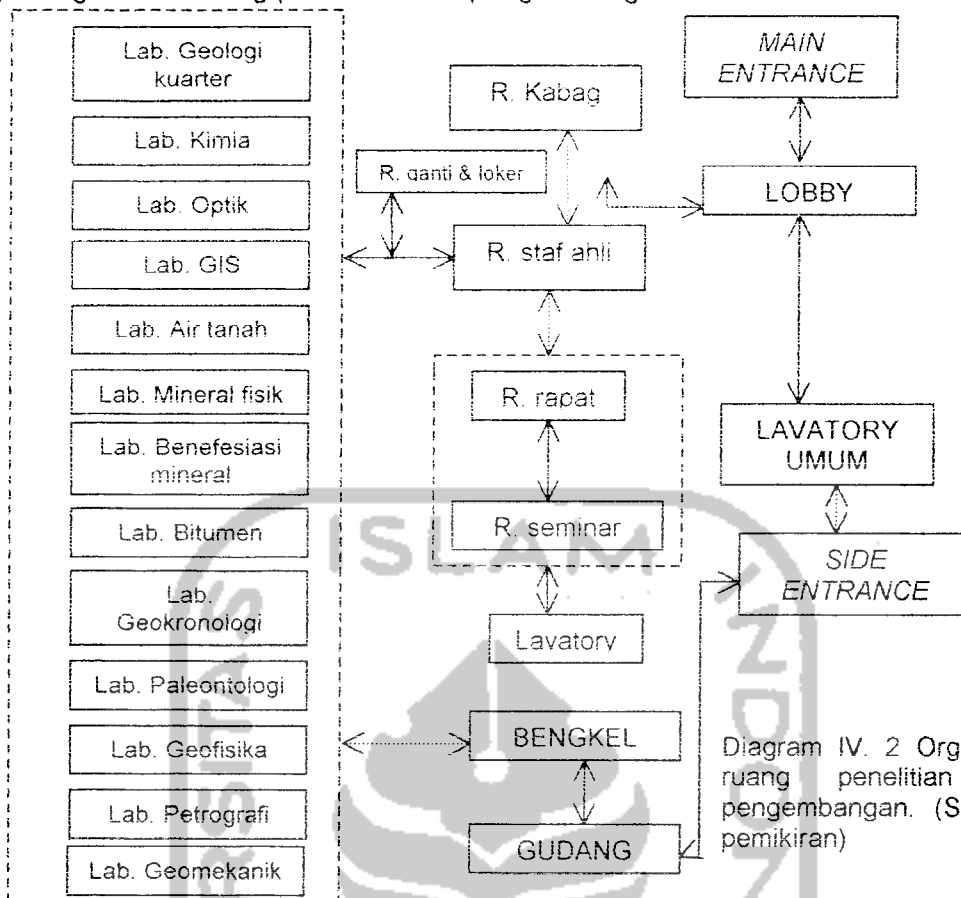 Lab. Geologi
kuarter
Lab. Kimia
Lab. Optik
Lab. GIS
Lab. Air tanah
Lab. Mineral fisik
Lab. Benefesiasi
mineral
Lab. Bitumen
Lab.
Geokronologi
Lab. Paleontologi
Lab. Geofisika
Lab. Petrografi
Lab. Geomekanik
R. Kabag
R. ganti & loker
R. staf ahli
R. rapat
R. seminar
Lavatory
BENGKEL
GUDANG
MAIN
ENTRANCE
LOBBY
LAVATORY
UMUM
SIDE
ENTRANCE
Diagram IV. 2 Org
ruang penelitian
pengembangan. (S
pemikiran)
ISLAM